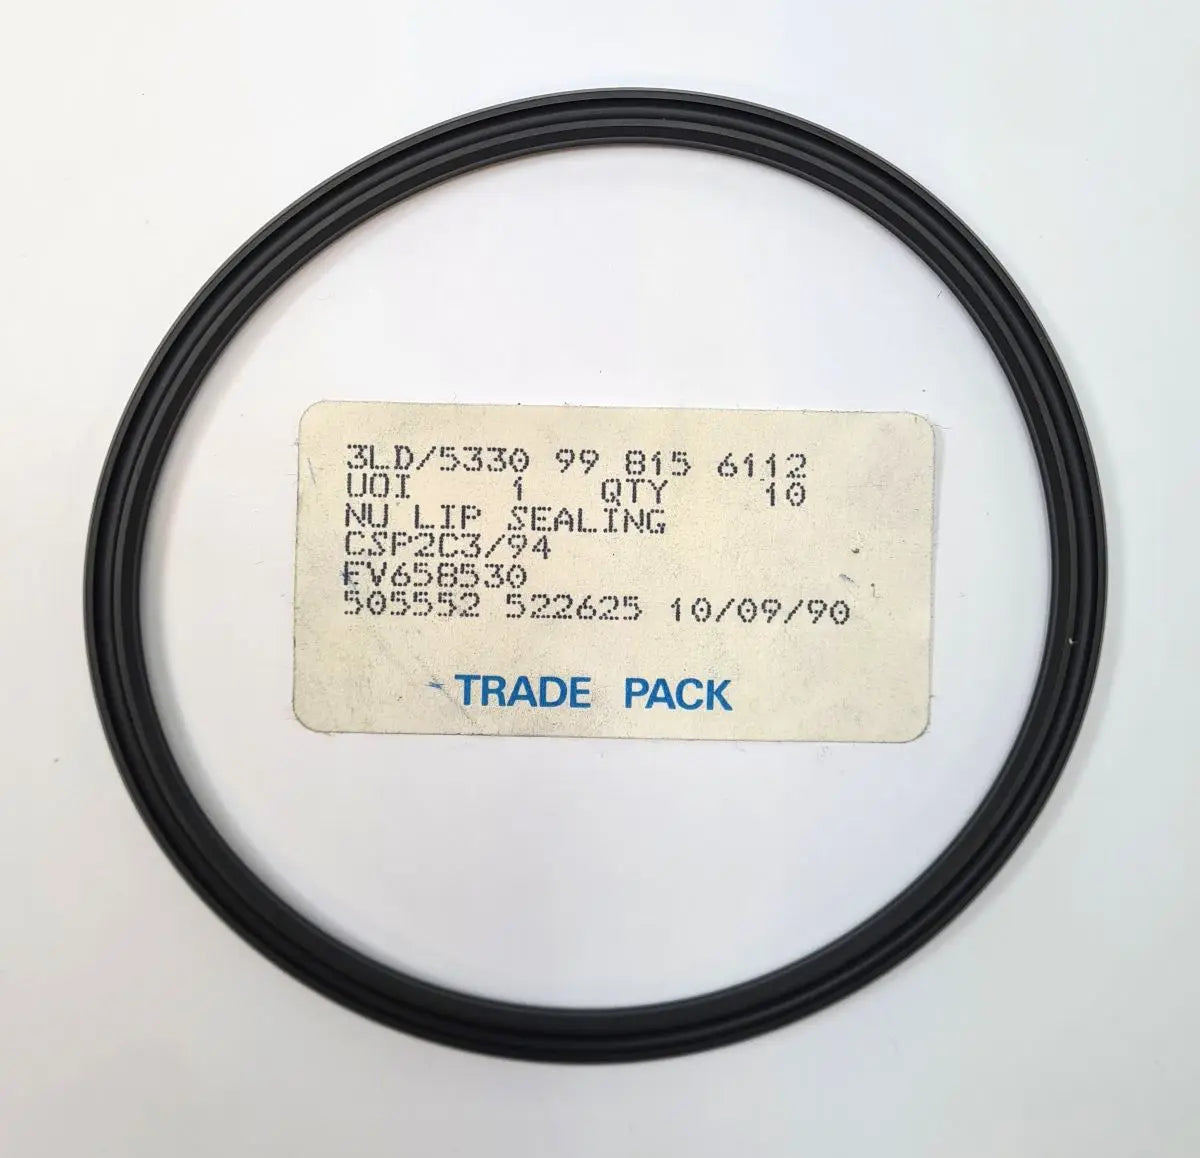 3LD/5330 99 815 6112
UOI 1 QTY 10
NU LIP SEALING
CSP2C3/94
EV658530
505552 522625 10/09/90
TRADE PACK